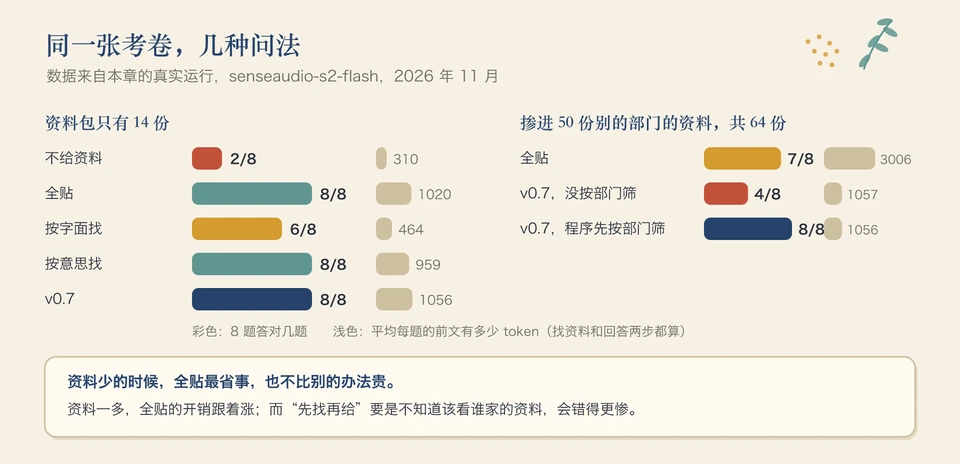 同一张考卷，几种问法
数据来自本章的真实运行，senseaudio-s2-flash，2026 年 11 月
资料包只有 14 份
不给资料 2/8 310
全贴 8/8 1020
按字面找 6/8 464
按意思找 8/8 959
v0.7 8/8 1056
掺进 50 份别的部门的资料，共 64 份
全贴 7/8 3006
v0.7，没按部门筛 4/8 1057
v0.7，程序先按部门筛 8/8 1056
彩色：8 题答对几题 浅色：平均每题的前文有多少 token（找资料和回答两步都算）
资料少的时候，全贴最省事，也不比别的办法贵。
资料一多，全贴的开销跟着涨；而“先找再给”要是不知道该看谁家的资料，会错得更惨。